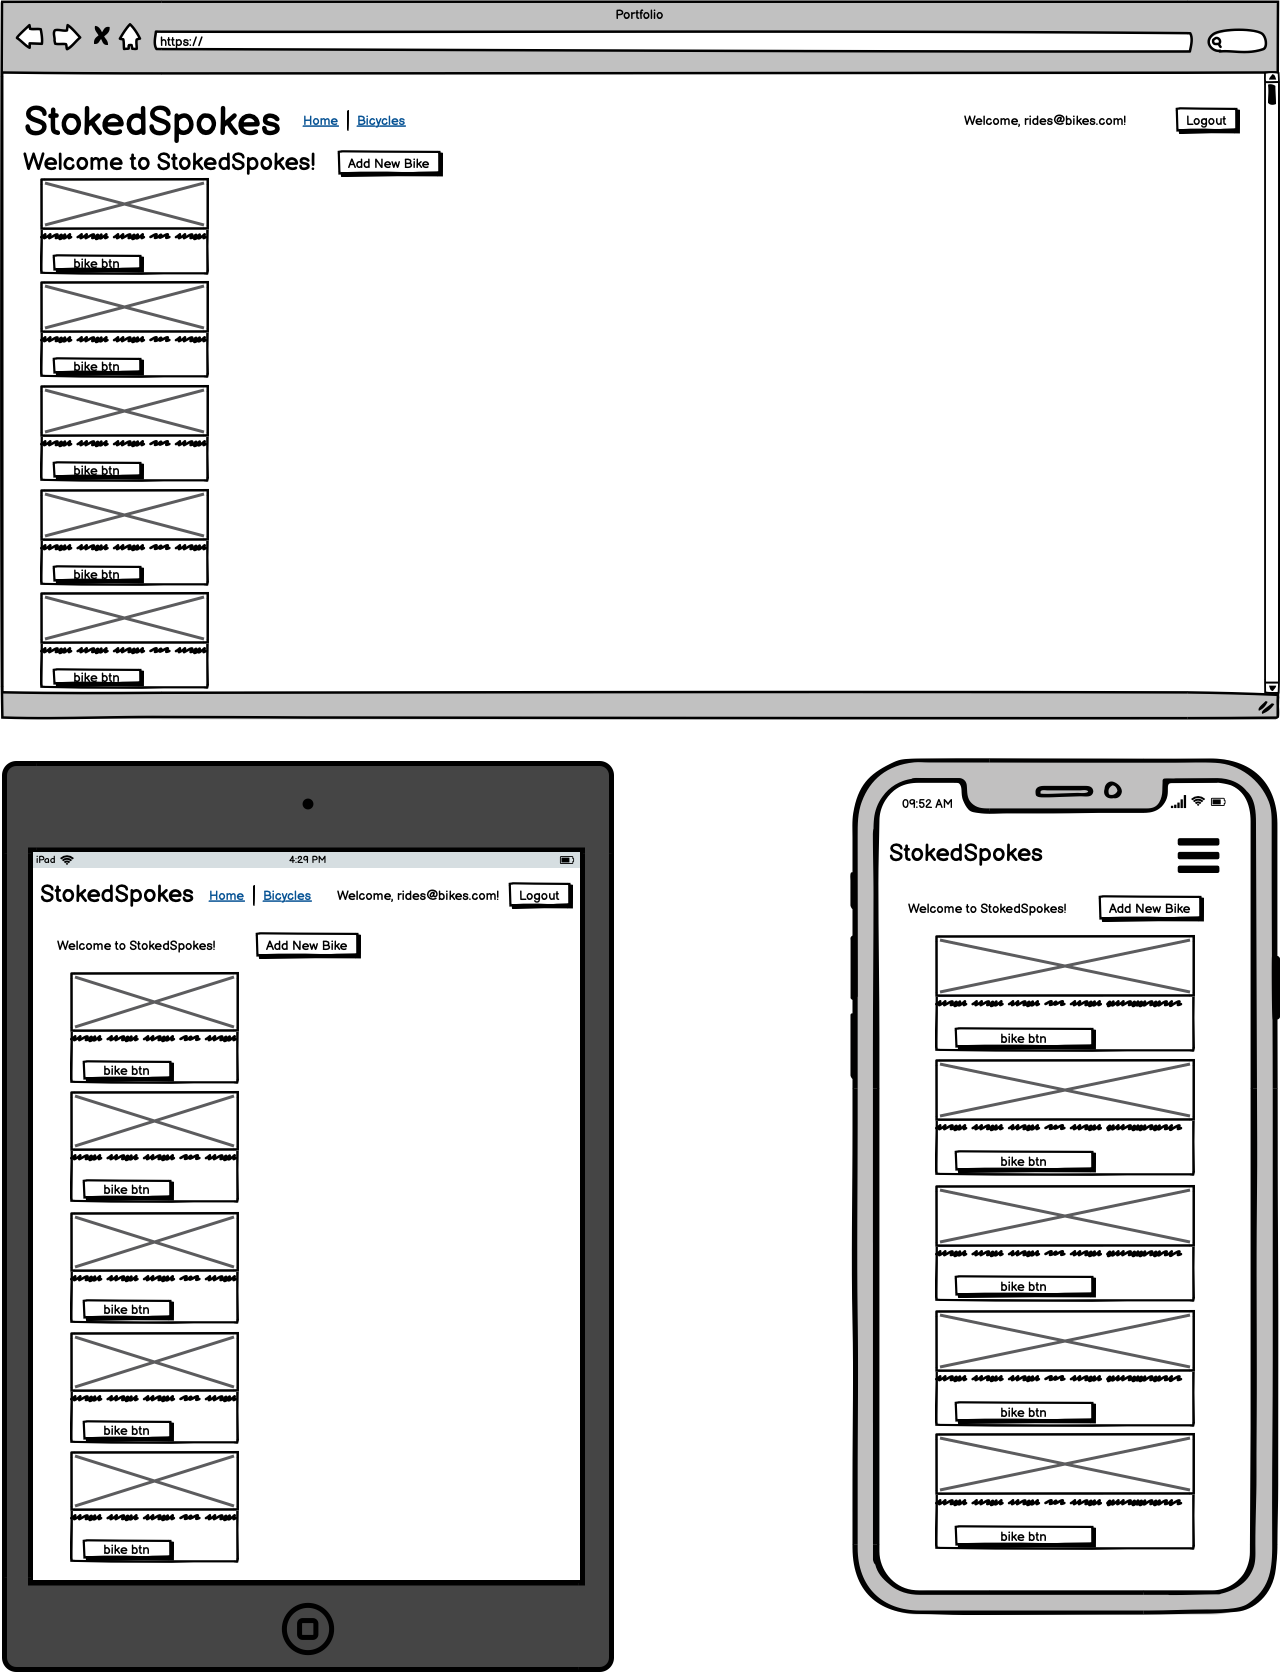 Portfolio
https://
StokedSpokes Home Bicycles Welcome, rides@bikes.com! Logout
Welcome to StokedSpokes! Add New Bike
bike btn
bike btn
bike btn
bike btn
bike btn
iPad 4:29 PM
StokedSpokes Home Bicycles Welcome, rides@bikes.com! Logout
Welcome to StokedSpokes! Add New Bike
bike btn
bike btn
bike btn
bike btn
bike btn
09:52 AM
StokedSpokes
Welcome to StokedSpokes! Add New Bike
bike btn
bike btn
bike btn
bike btn
bike btn